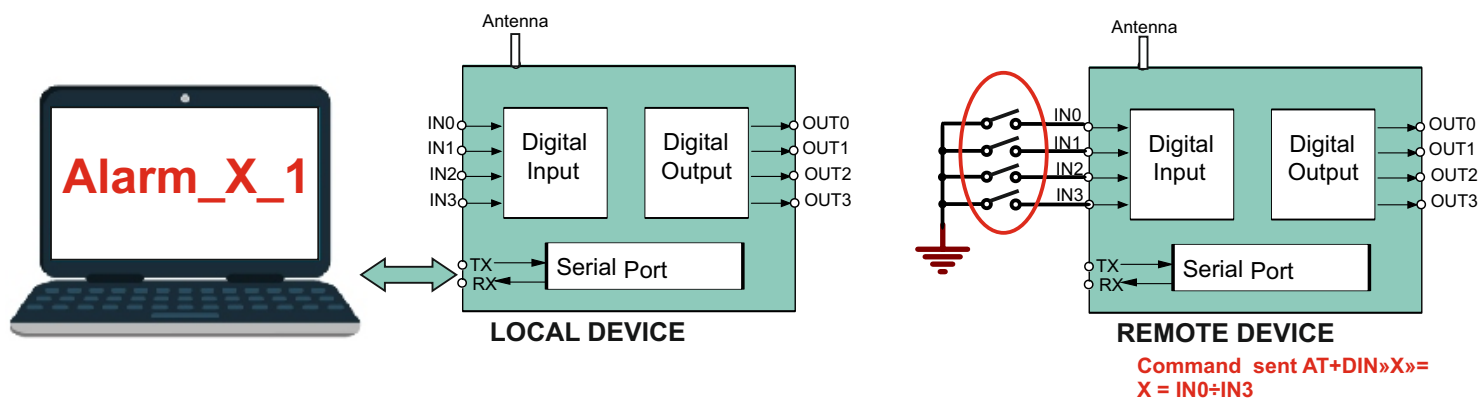 Antenna
Alarm_X_1
IN0
IN1
IN2
IN3
Digital
Input
Digital
Output
OUT0
OUT1
OUT2
OUT3
TX
RX
Serial Port
LOCAL DEVICE
Antenna
IN0
IN1
IN2
IN3
Digital
Input
Digital
Output
OUT0
OUT1
OUT2
OUT3
TX
RX
Serial Port
REMOTE DEVICE
Command sent AT+DIN»X»=
X = IN0÷IN3